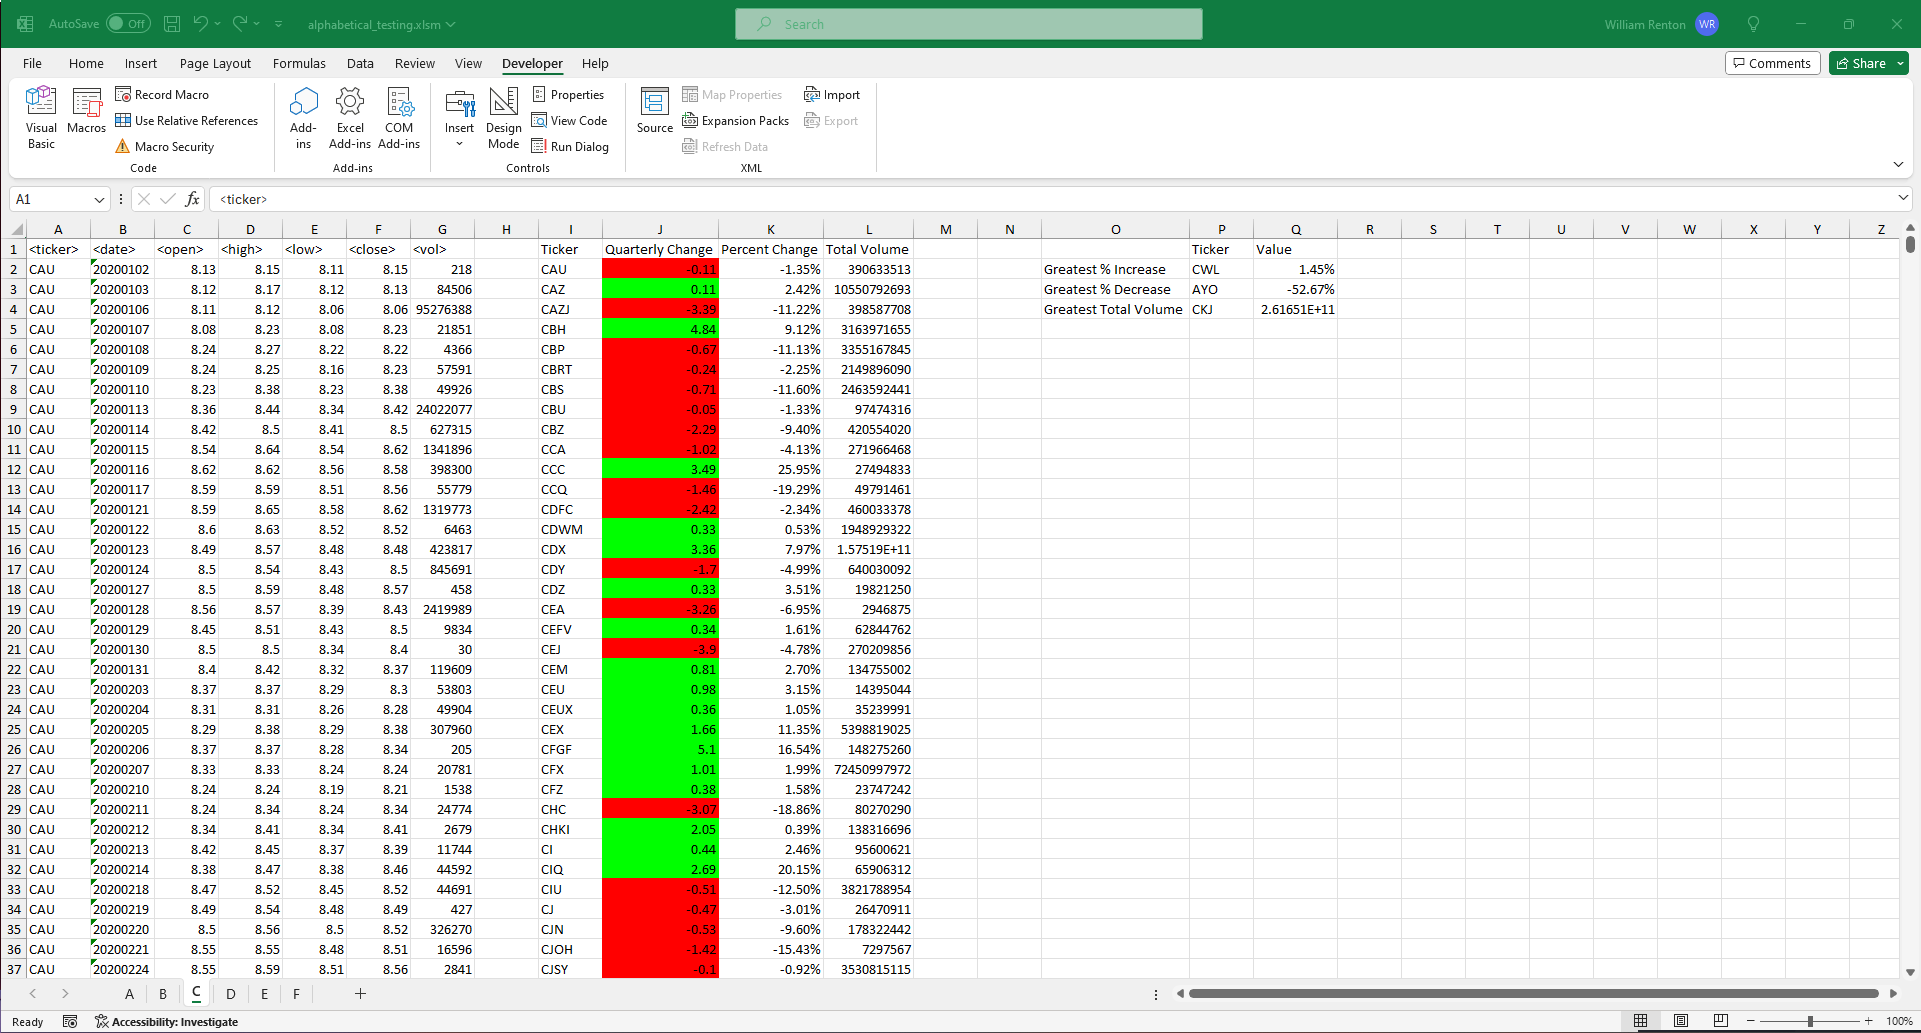 AutoSave Off alphabetical_testing.xlsm Search William Renton WR
File Home Insert Page Layout Formulas Data Review View Developer Help Comments Share
Visual Basic Macros Record Macro Use Relative References Macro Security Code
Add-ins Excel Add-ins COM Add-ins Add-ins
Insert Design Mode Properties View Code Run Dialog Controls
Source Map Properties Expansion Packs Refresh Data Import Export XML
A1 fx <ticker>
A B C D E F G H I J K L M N O P Q R S T U V W X Y Z
1 <ticker> <date> <open> <high> <low> <close> <vol> Ticker Quarterly Change Percent Change Total Volume Ticker Value
2 CAU 20200102 8.13 8.15 8.11 8.15 218 CAU -0.11 -1.35% 390633513 Greatest % Increase CWL 1.45%
3 CAU 20200103 8.12 8.17 8.12 8.13 84506 CAZ 0.11 2.42% 10550792693 Greatest % Decrease AYO -52.67%
4 CAU 20200106 8.11 8.12 8.06 8.06 95276388 CAZJ -3.39 -11.22% 398587708 Greatest Total Volume CKJ 2.61651E+11
5 CAU 20200107 8.08 8.23 8.08 8.23 21851 CBH 4.84 9.12% 3163971655
6 CAU 20200108 8.24 8.27 8.22 8.22 4366 CBP -0.67 -11.13% 3355167845
7 CAU 20200109 8.24 8.25 8.16 8.23 57591 CBRT -0.24 -2.25% 2149896090
8 CAU 20200110 8.23 8.38 8.23 8.38 49926 CBS -0.71 -11.60% 2463592441
9 CAU 20200113 8.36 8.44 8.34 8.42 24022077 CBU -0.05 -1.33% 97474316
10 CAU 20200114 8.42 8.5 8.41 8.5 627315 CBZ -2.29 -9.40% 420554020
11 CAU 20200115 8.54 8.64 8.54 8.62 1341896 CCA -1.02 -4.13% 271966468
12 CAU 20200116 8.62 8.62 8.56 8.58 398300 CCC 3.49 25.95% 27494833
13 CAU 20200117 8.59 8.59 8.51 8.56 55779 CCQ -1.46 -19.29% 49791461
14 CAU 20200121 8.59 8.65 8.58 8.62 1319773 CDFC -2.42 -2.34% 460033378
15 CAU 20200122 8.6 8.63 8.52 8.52 6463 CDWM 0.33 0.53% 1948929322
16 CAU 20200123 8.49 8.57 8.48 8.48 423817 CDX 3.36 7.97% 1.57519E+11
17 CAU 20200124 8.5 8.54 8.43 8.5 845691 CDY -1.7 -4.99% 640030092
18 CAU 20200127 8.5 8.59 8.48 8.57 458 CDZ 0.33 3.51% 19821250
19 CAU 20200128 8.56 8.57 8.39 8.43 2419989 CEA -3.26 -6.95% 2946875
20 CAU 20200129 8.45 8.51 8.43 8.5 9834 CEFV 0.34 1.61% 62844762
21 CAU 20200130 8.5 8.5 8.34 8.4 30 CEJ -3.9 -4.78% 270209856
22 CAU 20200131 8.4 8.42 8.32 8.37 119609 CEM 0.81 2.70% 134755002
23 CAU 20200203 8.37 8.37 8.29 8.3 53803 CEU 0.98 3.15% 14395044
24 CAU 20200204 8.31 8.31 8.26 8.28 49904 CEUX 0.36 1.05% 35239991
25 CAU 20200205 8.29 8.38 8.29 8.38 307960 CEX 1.66 11.35% 5398819025
26 CAU 20200206 8.37 8.37 8.28 8.34 205 CFGF 5.1 16.54% 148275260
27 CAU 20200207 8.33 8.33 8.24 8.24 20781 CFX 1.01 1.99% 72450997972
28 CAU 20200210 8.24 8.24 8.19 8.21 1538 CFZ 0.38 1.58% 23747242
29 CAU 20200211 8.24 8.34 8.24 8.34 24774 CHC -3.07 -18.86% 80270290
30 CAU 20200212 8.34 8.41 8.34 8.41 2679 CHKI 2.05 0.39% 138316696
31 CAU 20200213 8.42 8.45 8.37 8.39 11744 CI 0.44 2.46% 95600621
32 CAU 20200214 8.38 8.47 8.38 8.46 44592 CIQ 2.69 20.15% 65906312
33 CAU 20200218 8.47 8.52 8.45 8.52 44691 CIU -0.51 -12.50% 3821788954
34 CAU 20200219 8.49 8.54 8.48 8.49 427 CJ -0.47 -3.01% 26470911
35 CAU 20200220 8.5 8.56 8.5 8.52 326270 CJN -0.53 -9.60% 178322442
36 CAU 20200221 8.55 8.55 8.48 8.51 16596 CJOH -1.42 -15.43% 7297567
37 CAU 20200224 8.55 8.59 8.51 8.56 2841 CJSY -0.1 -0.92% 3530815115
A B C D E F
Ready Accessibility: Investigate 100%